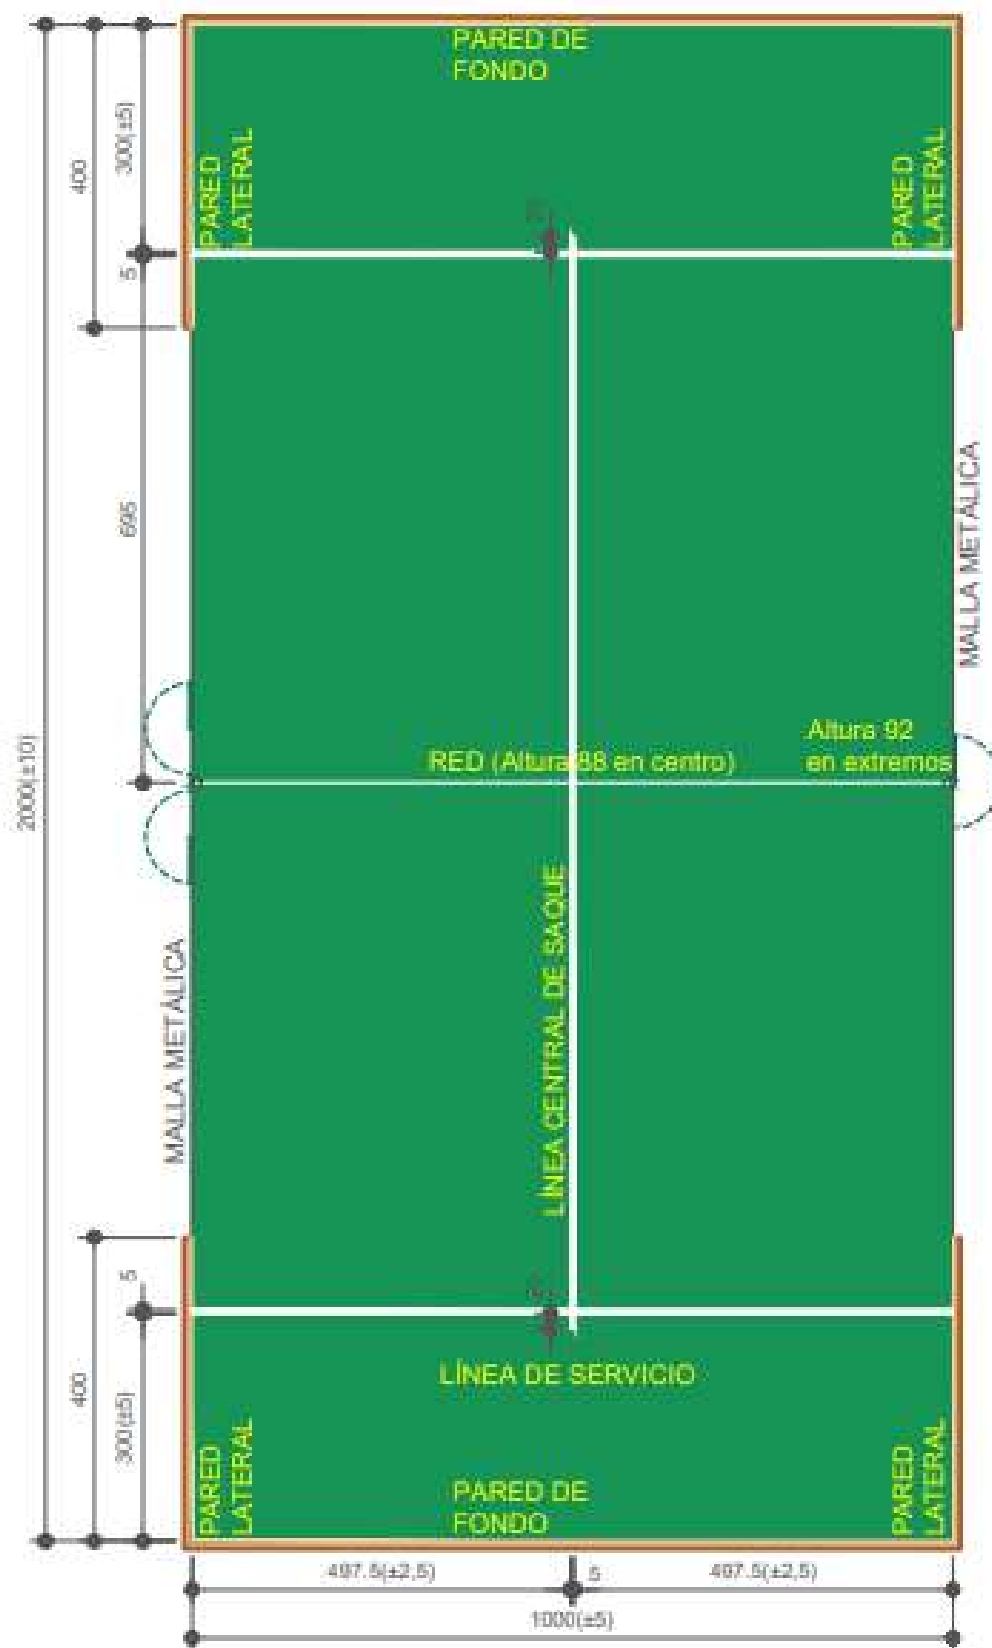 PARED DE
FONDO
300(±5)
400
PARED
LATERAL
PARED
LATERAL
5
695
MALLA METÁLICA
2000(±10)
Altura 92
RED (Altura 88 en centro)
en extremos
LÍNEA CENTRAL DE SAQUE
MALLA METÁLICA
5
LÍNEA DE SERVICIO
400
300(±5)
PARED
LATERAL
PARED DE
FONDO
PARED
LATERAL
497.5(±2,5)
5
497.5(±2,5)
1000(±5)